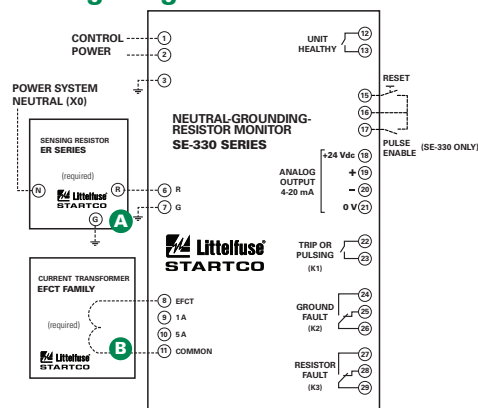 CONTROL
POWER
1
2
3
POWER SYSTEM
NEUTRAL (X0)
SENSING RESISTOR
ER SERIES
(required)
N
R
Littelfuse
STARTCO
G
A
6 R
7 G
NEUTRAL-GROUNDING-
RESISTOR MONITOR
SE-330 SERIES
Littelfuse®
STARTCO
CURRENT TRANSFORMER
EFCT FAMILY
(required)
B
Littelfuse
STARTCO
8 EFCT
9 1 A
10 5 A
11 COMMON
UNIT
HEALTHY
12
13
RESET
15
16
17
PULSE
ENABLE
(SE-330 ONLY)
ANALOG
OUTPUT
4-20 mA
+24 Vdc 18
+ 19
– 20
0 V 21
TRIP OR
PULSING
(K1)
22
23
GROUND
FAULT
(K2)
24
25
26
RESISTOR
FAULT
(K3)
27
28
29